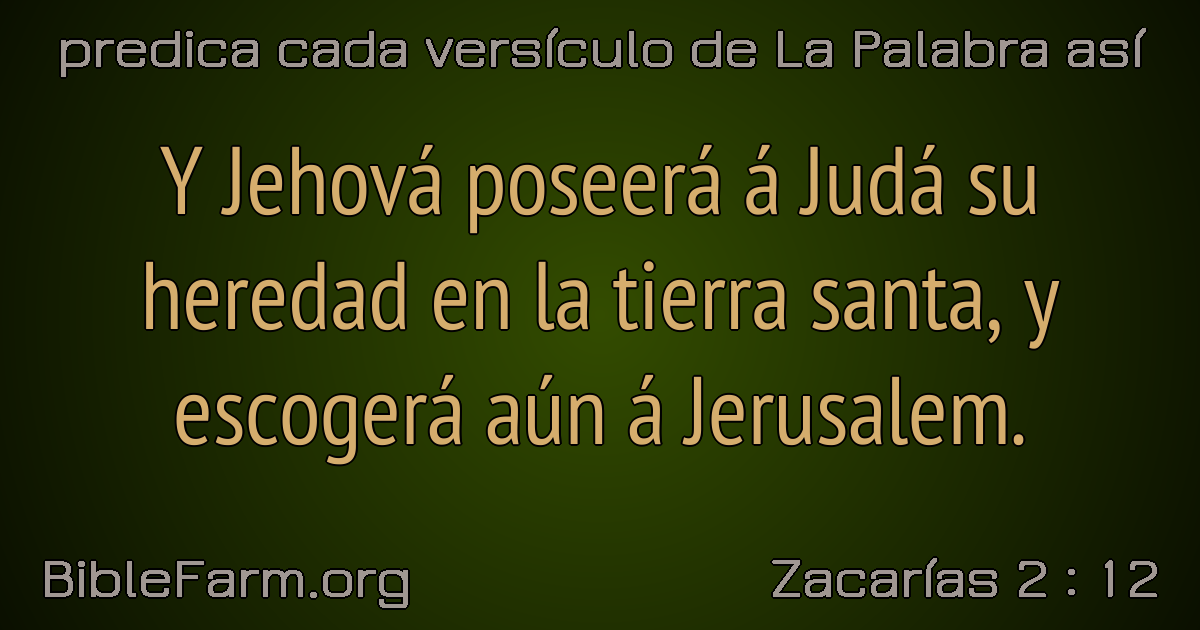 predica cada versículo de La Palabra así
Y Jehová poseerá á Judá su
heredad en la tierra santa, y
escogerá aún á Jerusalem.
BibleFarm.org
Zacarías 2 : 12